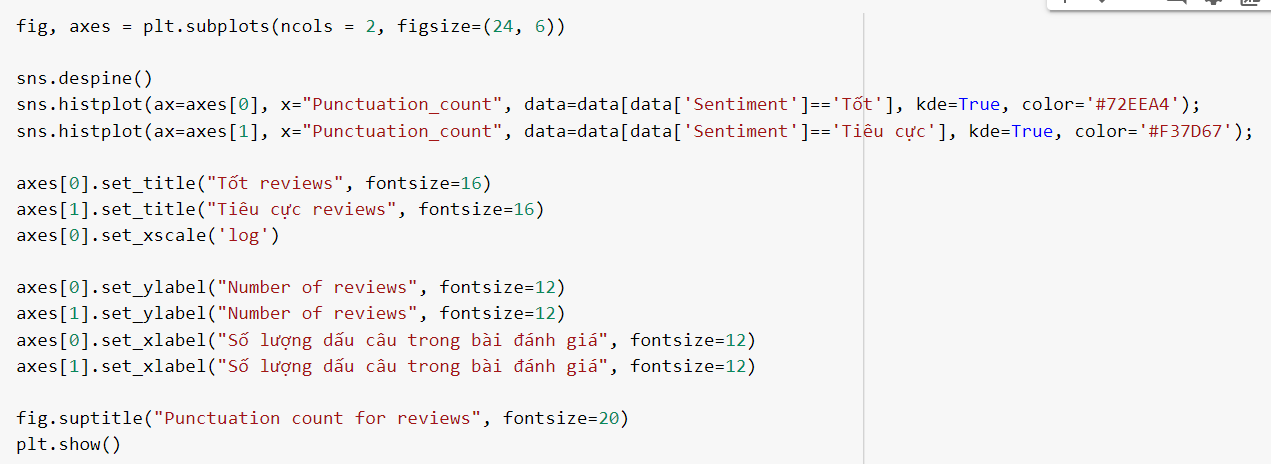 fig, axes = plt.subplots(ncols = 2, figsize=(24, 6))
sns.despine()
sns.histplot(ax=axes[0], x="Punctuation_count", data=data[data['Sentiment']=='Tốt'], kde=True, color='#72EEA4');
sns.histplot(ax=axes[1], x="Punctuation_count", data=data[data['Sentiment']=='Tiêu cực'], kde=True, color='#F37D67');
axes[0].set_title("Tốt reviews", fontsize=16)
axes[1].set_title("Tiêu cực reviews", fontsize=16)
axes[0].set_xscale('log')
axes[0].set_ylabel("Number of reviews", fontsize=12)
axes[1].set_ylabel("Number of reviews", fontsize=12)
axes[0].set_xlabel("Số lượng dấu câu trong bài đánh giá", fontsize=12)
axes[1].set_xlabel("Số lượng dấu câu trong bài đánh giá", fontsize=12)
fig.suptitle("Punctuation count for reviews", fontsize=20)
plt.show()